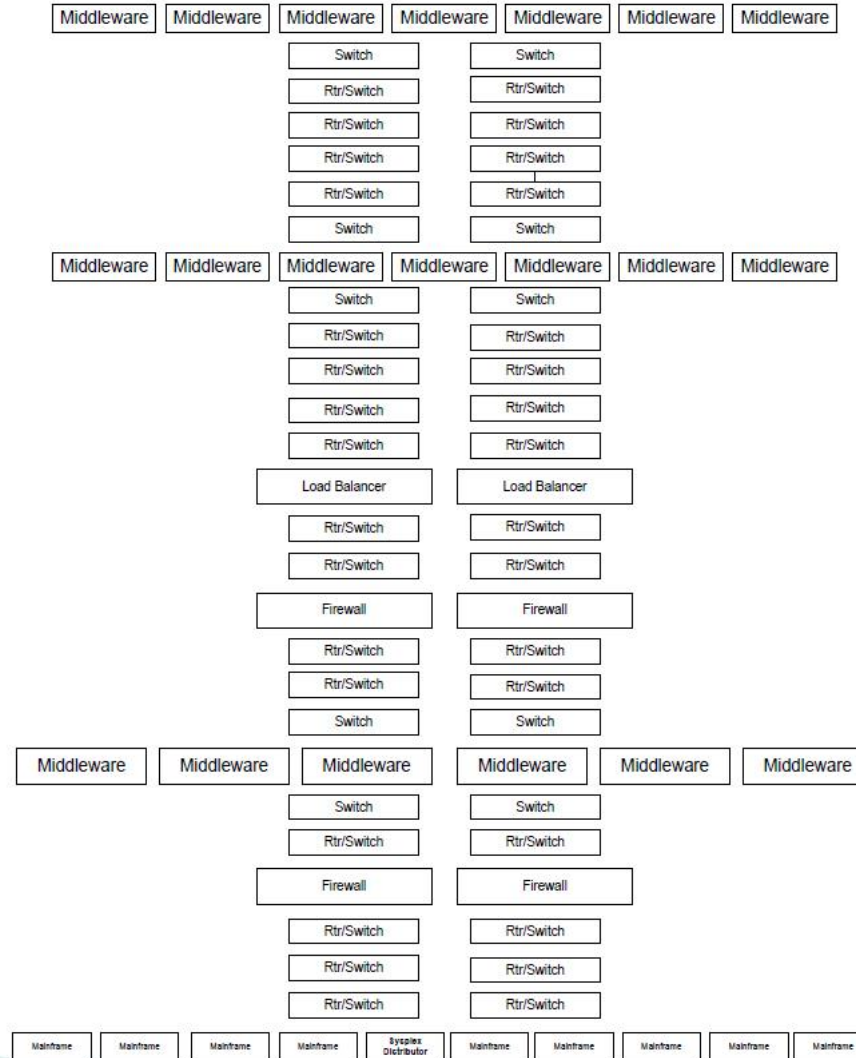 Middleware Middleware Middleware Middleware Middleware Middleware Middleware
Switch Switch
Rtr/Switch Rtr/Switch
Rtr/Switch Rtr/Switch
Rtr/Switch Rtr/Switch
Rtr/Switch Rtr/Switch
Switch Switch
Middleware Middleware Middleware Middleware Middleware Middleware Middleware
Switch Switch
Rtr/Switch Rtr/Switch
Rtr/Switch Rtr/Switch
Rtr/Switch Rtr/Switch
Rtr/Switch Rtr/Switch
Load Balancer Load Balancer
Rtr/Switch Rtr/Switch
Rtr/Switch Rtr/Switch
Firewall Firewall
Rtr/Switch Rtr/Switch
Rtr/Switch Rtr/Switch
Switch Switch
Middleware Middleware Middleware Middleware Middleware Middleware
Switch Switch
Rtr/Switch Rtr/Switch
Firewall Firewall
Rtr/Switch Rtr/Switch
Rtr/Switch Rtr/Switch
Rtr/Switch Rtr/Switch
Mainframe Mainframe Mainframe Mainframe Sysplex Distributor Mainframe Mainframe Mainframe Mainframe Mainframe